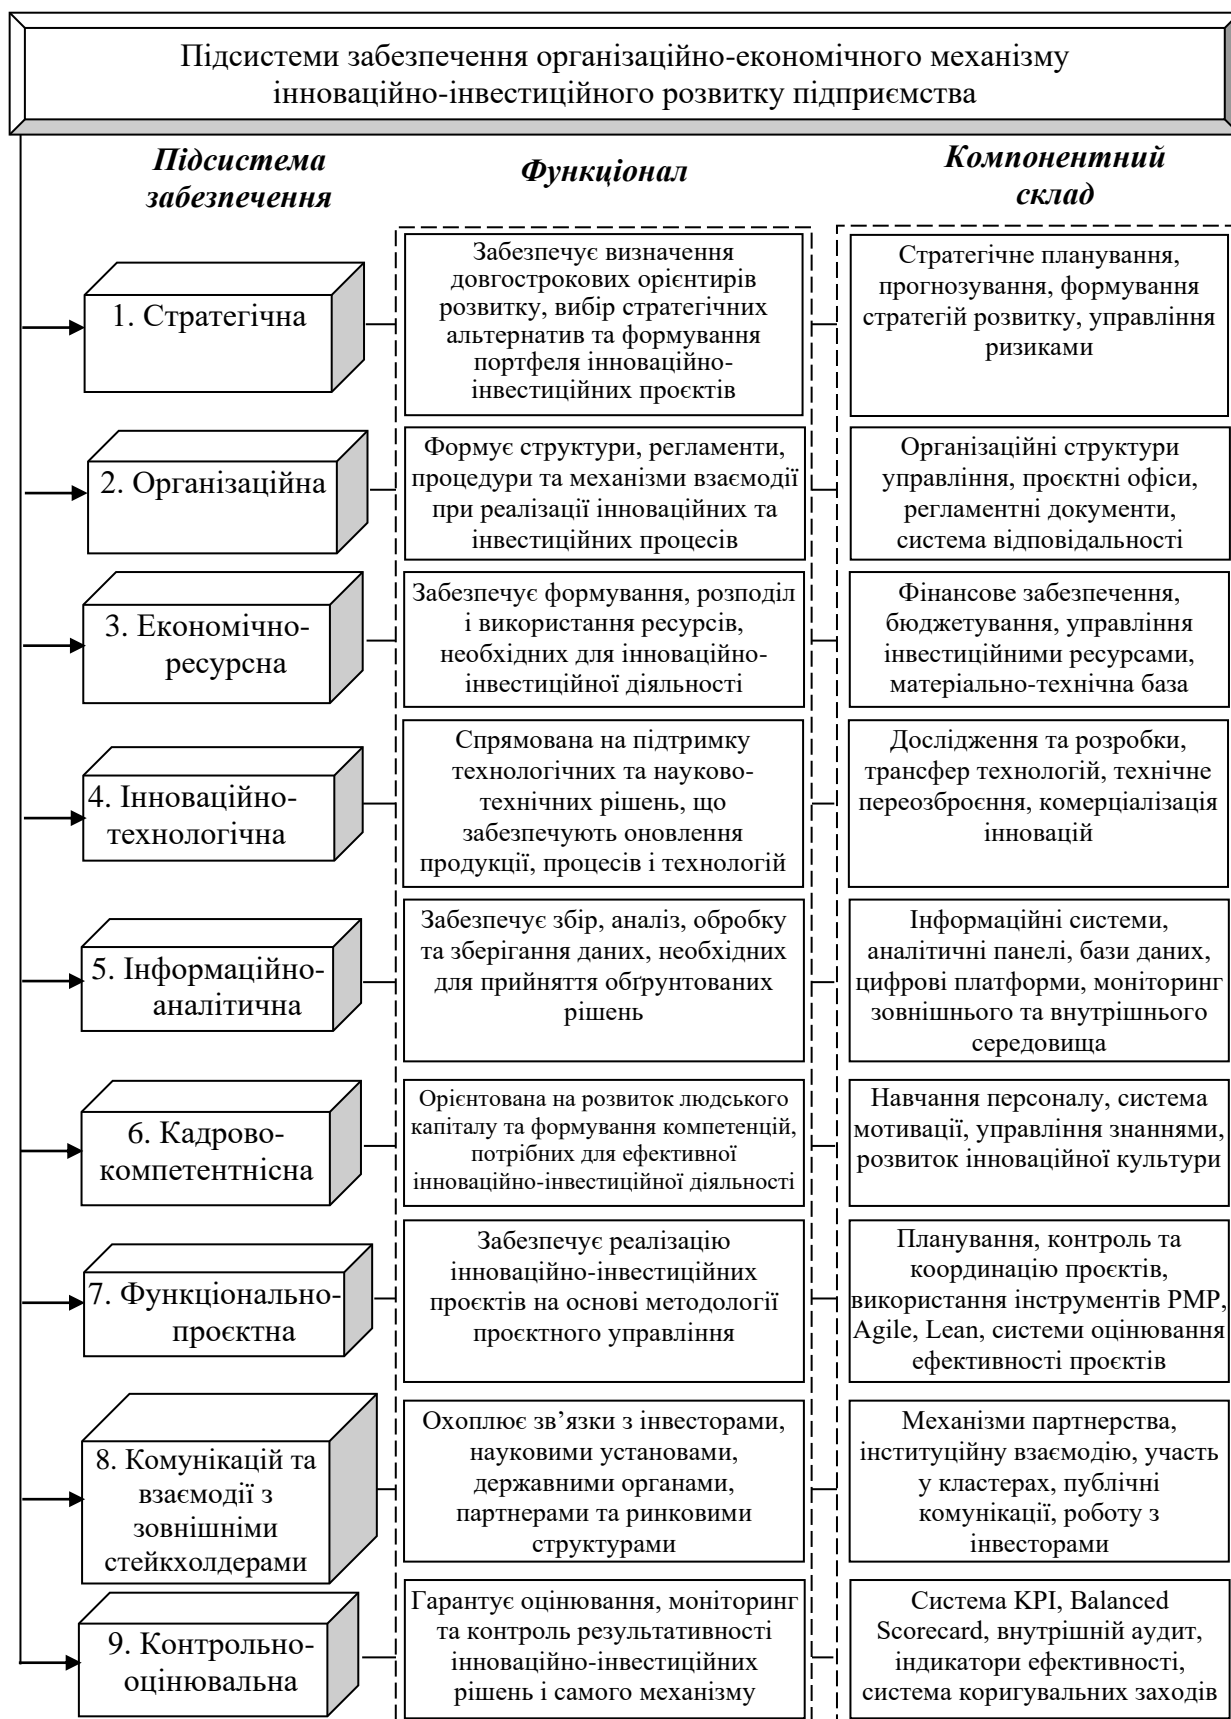 Підсистеми забезпечення організаційно-економічного механізму
інноваційно-інвестиційного розвитку підприємства
Підсистема
забезпечення
Функціонал
Компонентний
склад
1. Стратегічна
Забезпечує визначення
довгострокових орієнтирів
розвитку, вибір стратегічних
альтернатив та формування
портфеля інноваційно-
інвестиційних проєктів
Стратегічне планування,
прогнозування, формування
стратегій розвитку, управління
ризиками
2. Організаційна
Формує структури, регламенти,
процедури та механізми взаємодії
при реалізації інноваційних та
інвестиційних процесів
Організаційні структури
управління, проєктні офіси,
регламентні документи,
система відповідальності
3. Економічно-
ресурсна
Забезпечує формування, розподіл
і використання ресурсів,
необхідних для інноваційно-
інвестиційної діяльності
Фінансове забезпечення,
бюджетування, управління
інвестиційними ресурсами,
матеріально-технічна база
4. Інноваційно-
технологічна
Спрямована на підтримку
технологічних та науково-
технічних рішень, що
забезпечують оновлення
продукції, процесів і технологій
Дослідження та розробки,
трансфер технологій, технічне
переозброєння, комерціалізація
інновацій
5. Інформаційно-
аналітична
Забезпечує збір, аналіз, обробку
та зберігання даних, необхідних
для прийняття обґрунтованих
рішень
Інформаційні системи,
аналітичні панелі, бази даних,
цифрові платформи, моніторинг
зовнішнього та внутрішнього
середовища
6. Кадрово-
компетентнісна
Орієнтована на розвиток людського
капіталу та формування компетенцій,
потрібних для ефективної
інноваційно-інвестиційної діяльності
Навчання персоналу, система
мотивації, управління знаннями,
розвиток інноваційної культури
7. Функціонально-
проєктна
Забезпечує реалізацію
інноваційно-інвестиційних
проєктів на основі методології
проєктного управління
Планування, контроль та
координацію проєктів,
використання інструментів PMP,
Agile, Lean, системи оцінювання
ефективності проєктів
8. Комунікацій та
взаємодії з
зовнішніми
стейкхолдерами
Охоплює зв’язки з інвесторами,
науковими установами,
державними органами,
партнерами та ринковими
структурами
Механізми партнерства,
інституційну взаємодію, участь
у кластерах, публічні
комунікації, роботу з
інвесторами
9. Контрольно-
оцінювальна
Гарантує оцінювання, моніторинг
та контроль результативності
інноваційно-інвестиційних
рішень і самого механізму
Система KPI, Balanced
Scorecard, внутрішній аудит,
індикатори ефективності,
система коригувальних заходів